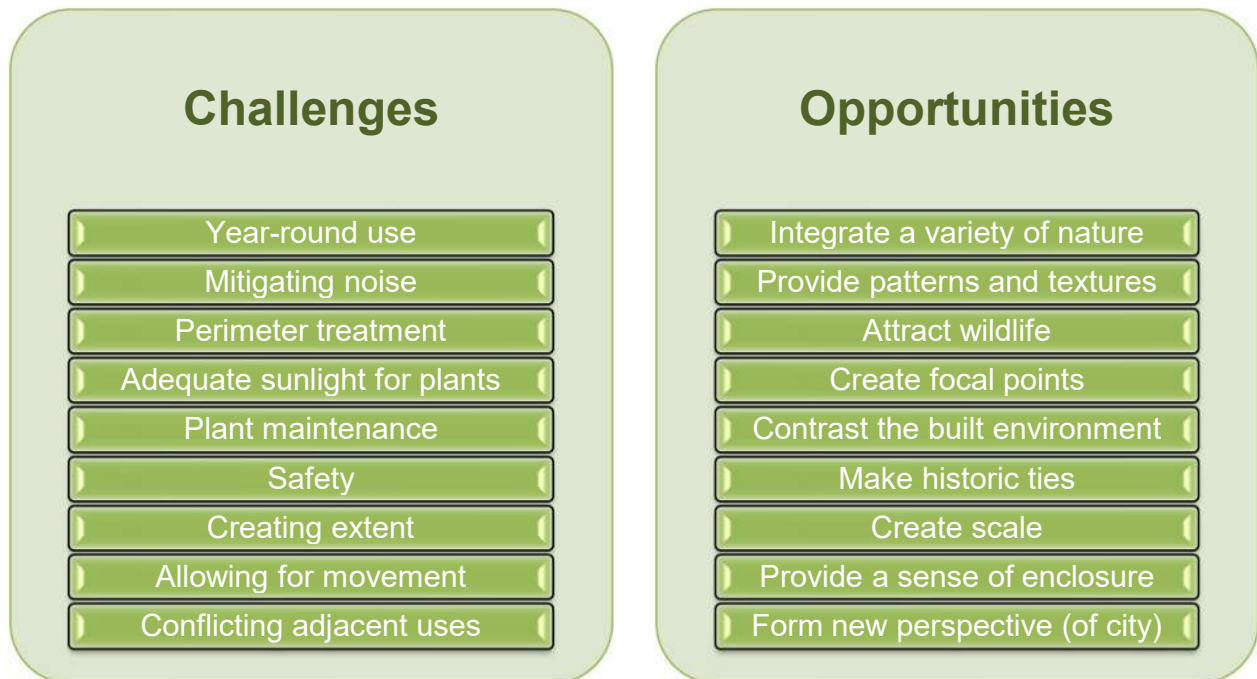 Challenges
Year-round use
Mitigating noise
Perimeter treatment
Adequate sunlight for plants
Plant maintenance
Safety
Creating extent
Allowing for movement
Conflicting adjacent uses
Opportunities
Integrate a variety of nature
Provide patterns and textures
Attract wildlife
Create focal points
Contrast the built environment
Make historic ties
Create scale
Provide a sense of enclosure
Form new perspective (of city)